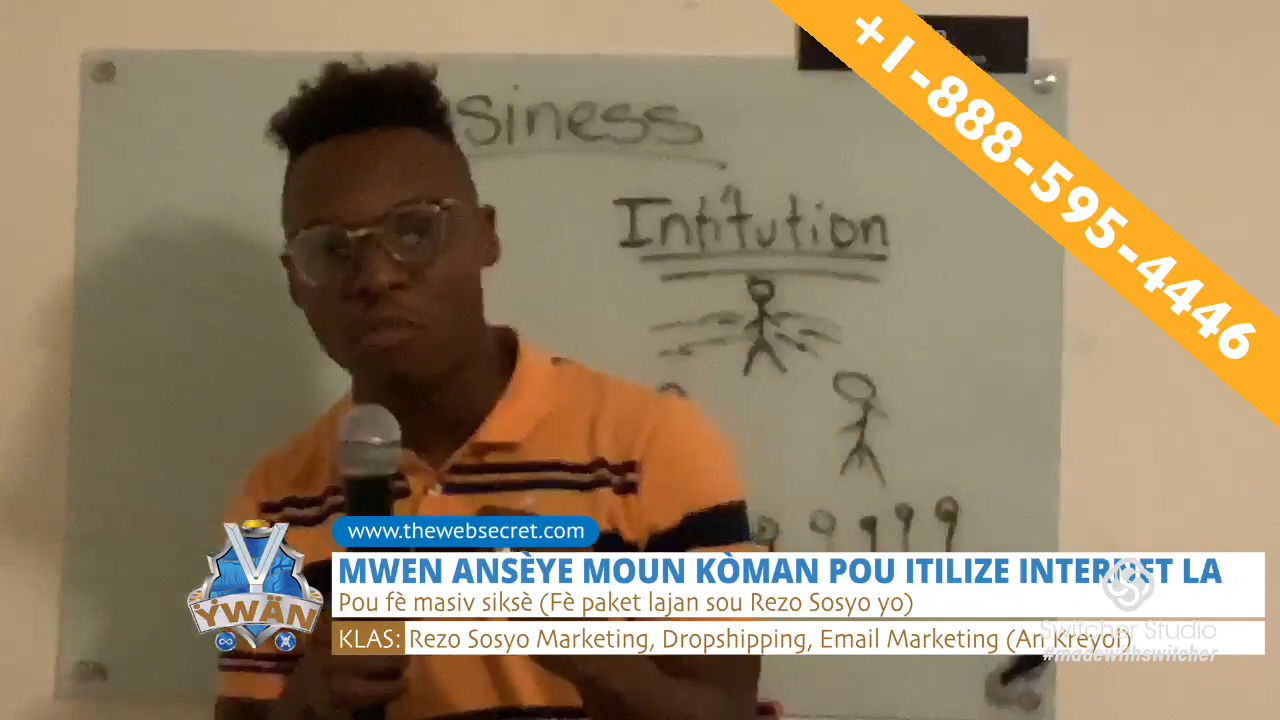 siness
Intitution
+1-888-595-4446
www.thewebsecret.com
YWÄN
MWEN ANSÈYE MOUN KÒMAN POU ITILIZE INTERNET LA
Pou fè masiv siksè (Fè paket lajan sou Rezo Sosyo yo)
KLAS: Rezo Sosyo Marketing, Dropshipping, Email Marketing (An Kreyol)
Switcher Studio
#madewithswitcher